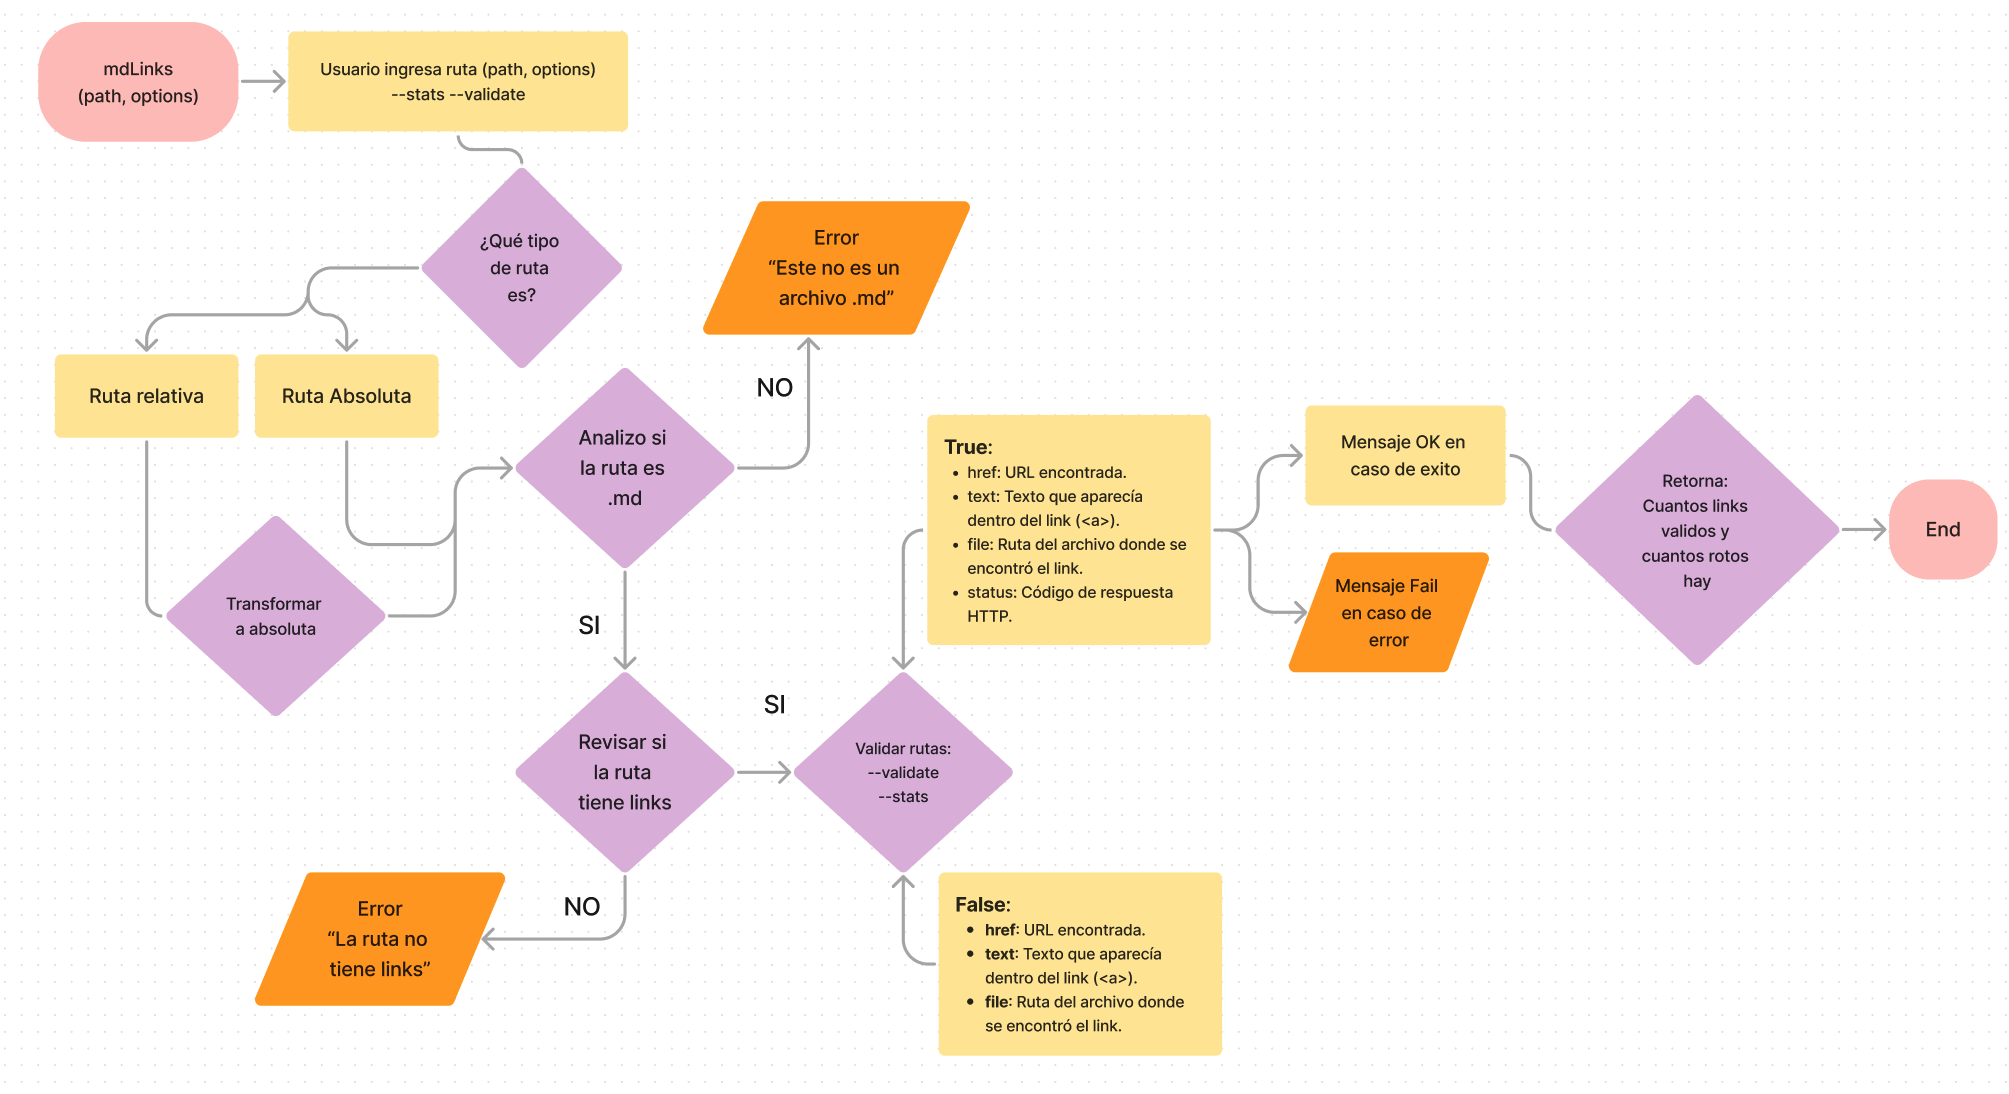 mdLinks
(path, options)
Usuario ingresa ruta (path, options)
--stats --validate
¿Qué tipo
de ruta
es?
Error
“Este no es un
archivo .md”
Ruta relativa
Ruta Absoluta
NO
Analizo si
la ruta es
.md
Transformar
a absoluta
SI
Revisar si
la ruta
tiene links
SI
NO
Error
“La ruta no
tiene links”
Validar rutas:
--validate
--stats
True:
• href: URL encontrada.
• text: Texto que aparecía
dentro del link (<a>).
• file: Ruta del archivo donde se
encontró el link.
• status: Código de respuesta
HTTP.
False:
• href: URL encontrada.
• text: Texto que aparecía
dentro del link (<a>).
• file: Ruta del archivo donde
se encontró el link.
Mensaje OK en
caso de exito
Mensaje Fail
en caso de
error
Retorna:
Cuantos links
validos y
cuantos rotos
hay
End